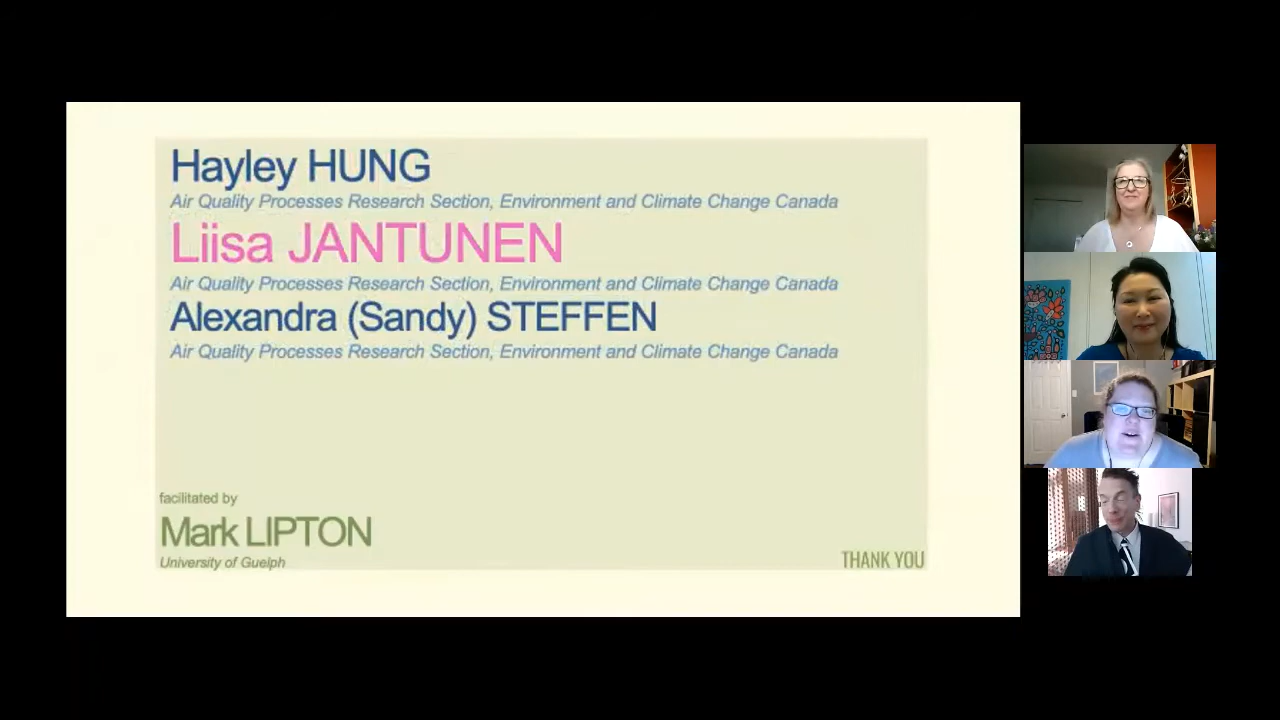 Hayley HUNG
Air Quality Processes Research Section, Environment and Climate Change Canada
Liisa JANTUNEN
Air Quality Processes Research Section, Environment and Climate Change Canada
Alexandra (Sandy) STEFFEN
Air Quality Processes Research Section, Environment and Climate Change Canada
facilitated by
Mark LIPTON
University of Guelph
THANK YOU